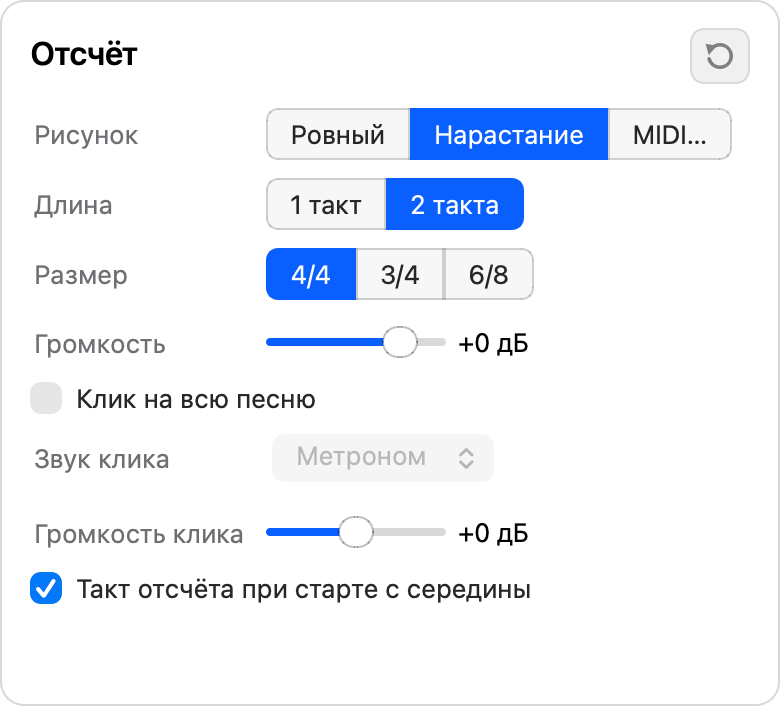 Отсчёт
Рисунок Ровный Нарастание MIDI...
Длина 1 такт 2 такта
Размер 4/4 3/4 6/8
Громкость +0 дБ
Клик на всю песню
Звук клика Метроном
Громкость клика +0 дБ
Такт отсчёта при старте с середины